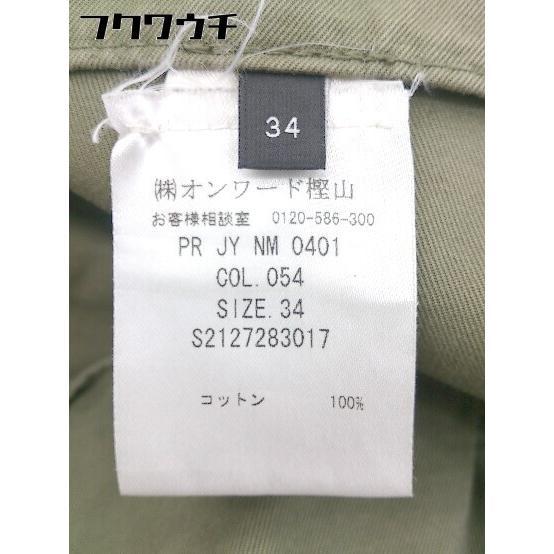 フクワウチ
34
㈱オンワード樫山
お客様相談室 0120-586-300
PR JY NM 0401
COL.054
SIZE.34
S2127283017
コットン 100%